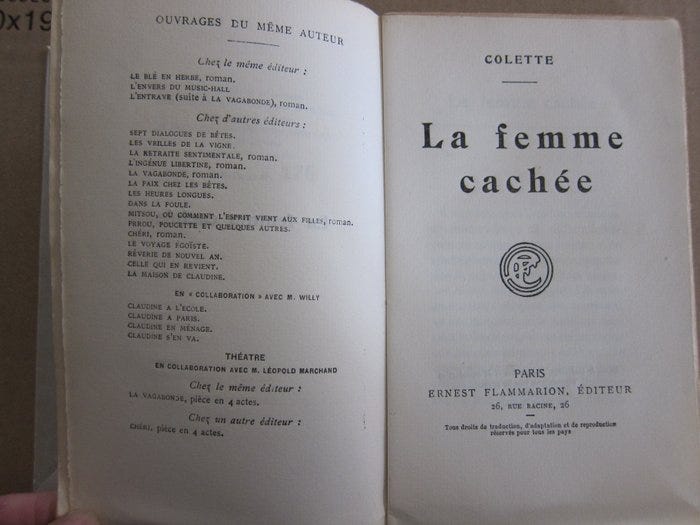 0x19
OUVRAGES DU MÊME AUTEUR
Chez le même éditeur :
LE BLÉ EN HERBE, roman.
L'ENVERS DU MUSIC-HALL
L'ENTRAVE (suite à LA VAGABONDE), roman.
Chez d'autres éditeurs :
SEPT DIALOGUES DE BÊTES.
LES VRILLES DE LA VIGNE.
LA RETRAITE SENTIMENTALE, roman.
L'INGÉNUE LIBERTINE, roman.
LA VAGABONDE, roman.
LA PAIX CHEZ LES BÊTES.
LES HEURES LONGUES.
DANS LA FOULE.
MITSOU, OU COMMENT L'ESPRIT VIENT AUX FILLES, roman.
PRROU, POUCETTE ET QUELQUES AUTRES.
CHÉRI, roman.
LE VOYAGE ÉGOÏSTE.
RÊVERIE DE NOUVEL AN.
CELLE QUI EN REVIENT.
LA MAISON DE CLAUDINE.
EN « COLLABORATION » AVEC M. WILLY
CLAUDINE A L'ÉCOLE.
CLAUDINE A PARIS.
CLAUDINE EN MÉNAGE.
CLAUDINE S'EN VA.
THÉATRE
EN COLLABORATION AVEC M. LÉOPOLD MARCHAND
Chez le même éditeur :
LA VAGABONDE, pièce en 4 actes.
Chez un autre éditeur :
CHÉRI, pièce en 4 actes.
COLETTE
La femme
cachée
PARIS
ERNEST FLAMMARION, ÉDITEUR
26, RUE RACINE, 26
Tous droits de traduction, d'adaptation et de reproduction
réservés pour tous les pays